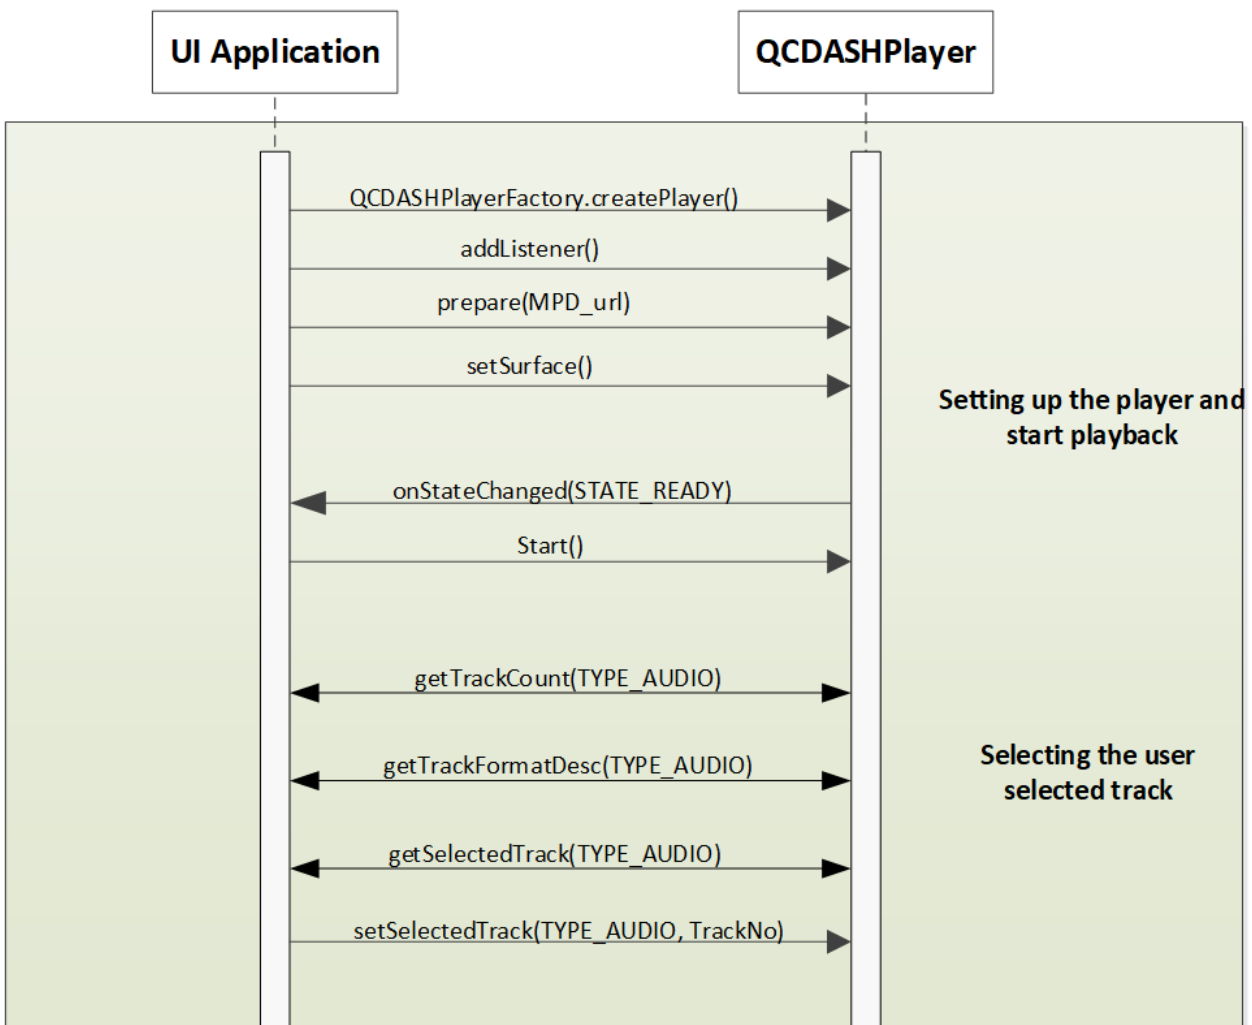 UI Application
QCDASHPlayer
QCDASHPlayerFactory.createPlayer()
addListener()
prepare(MPD_url)
setSurface()
Setting up the player and
start playback
onStateChanged(STATE_READY)
Start()
getTrackCount(TYPE_AUDIO)
getTrackFormatDesc(TYPE_AUDIO)
Selecting the user
selected track
getSelectedTrack(TYPE_AUDIO)
setSelectedTrack(TYPE_AUDIO, TrackNo)